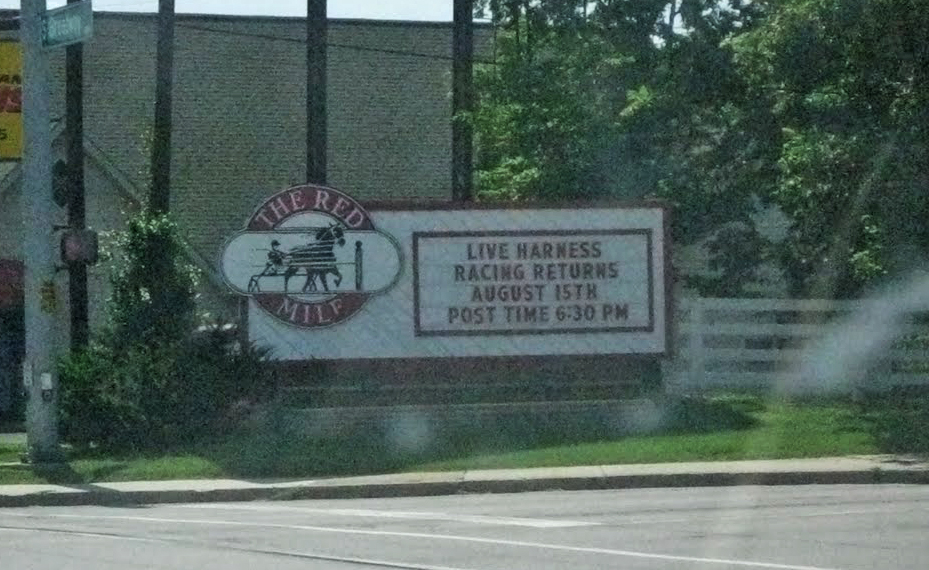 THE RED
MILE
LIVE HARNESS
RACING RETURNS
AUGUST 15TH
POST TIME 6:30 PM